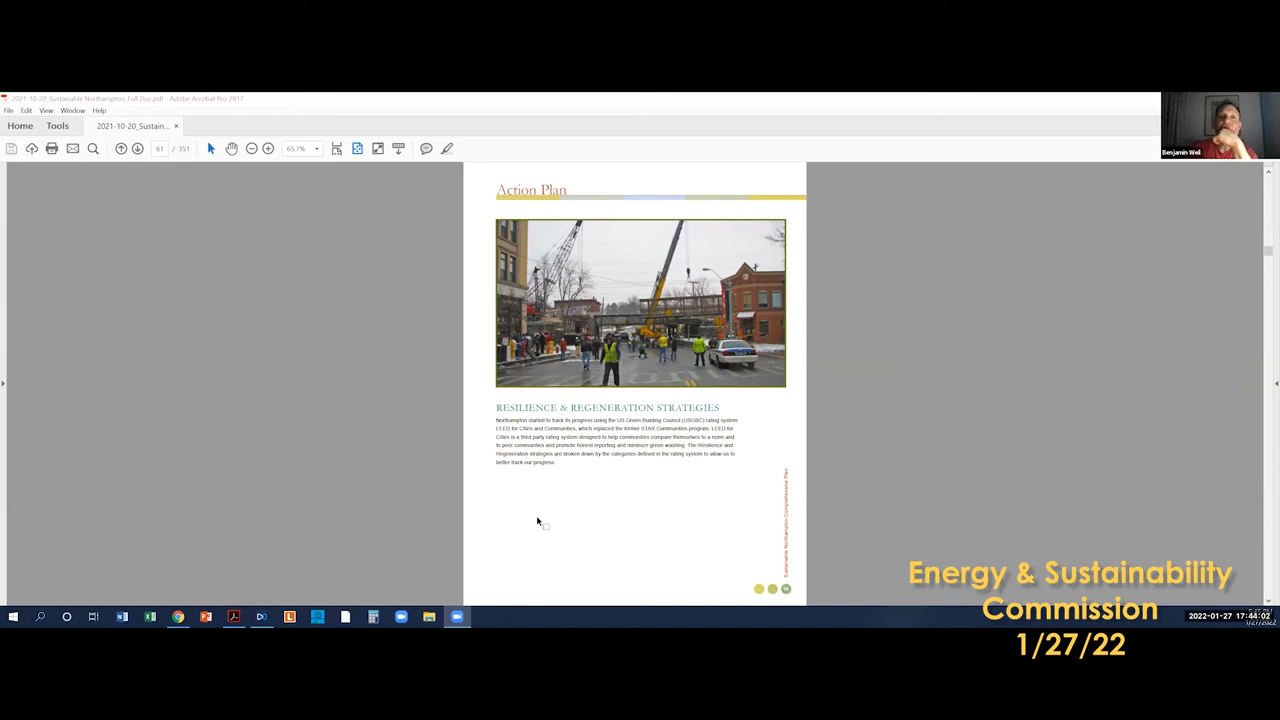 2021-10-20_Sustainable Northampton_Full Doc.pdf - Adobe Acrobat Pro 2017
File Edit View Window Help
Home Tools 2021-10-20_Sustain... ×
61 / 351 65.7%
Benjamin Weil
Action Plan
RESILIENCE & REGENERATION STRATEGIES
Northampton started to track its progress using the US Green Building Council (USGBC) rating system
LEED for Cities and Communities, which replaced the former STAR Communities program. LEED for
Cities is a third party rating system designed to help communities compare themselves to a norm and
to peer communities and promote honest reporting and minimize green-washing. The Resilience and
Regeneration strategies are broken down by the categories defined in the rating system to allow us to
better track our progress.
Sustainable Northampton Comprehensive Plan
Energy & Sustainability
Commission
1/27/22
2022-01-27 17:44:02
1/27/2022